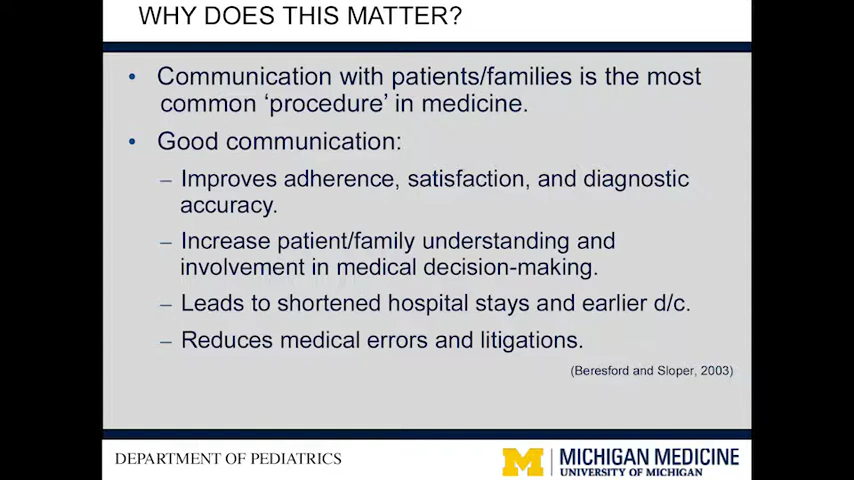 WHY DOES THIS MATTER?
• Communication with patients/families is the most
common ‘procedure’ in medicine.
• Good communication:
– Improves adherence, satisfaction, and diagnostic
accuracy.
– Increase patient/family understanding and
involvement in medical decision-making.
– Leads to shortened hospital stays and earlier d/c.
– Reduces medical errors and litigations.
(Beresford and Sloper, 2003)
DEPARTMENT OF PEDIATRICS
M MICHIGAN MEDICINE
UNIVERSITY OF MICHIGAN